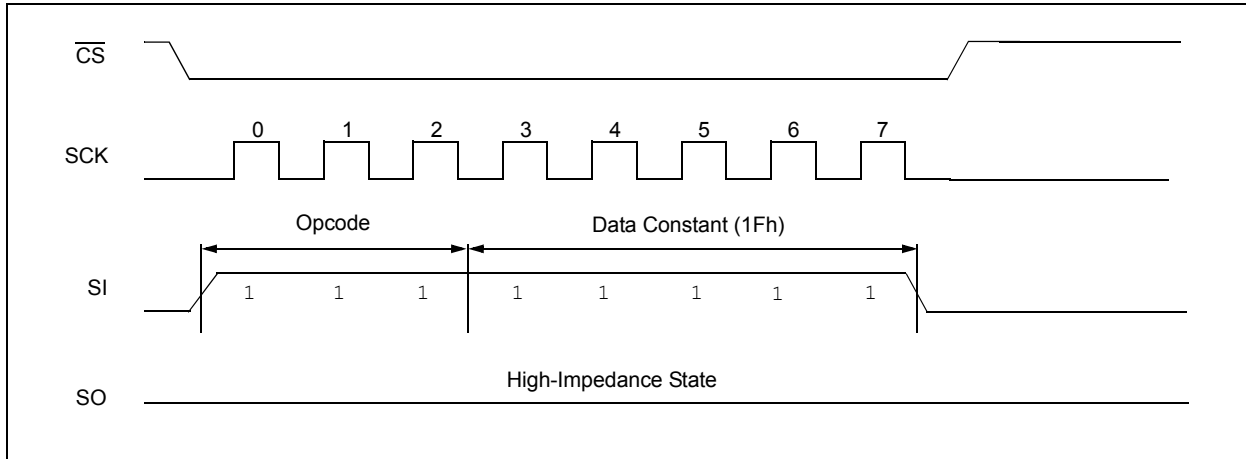 CS
0 1 2 3 4 5 6 7
SCK
Opcode Data Constant (1Fh)
SI
1 1 1 1 1 1 1 1
High-Impedance State
SO